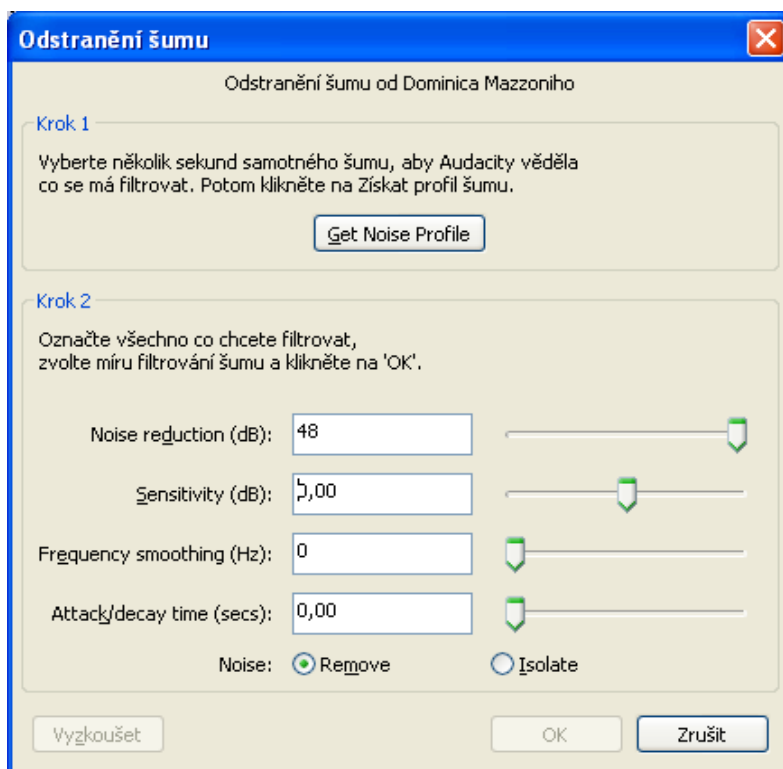 Odstranění šumu
Odstranění šumu od Dominica Mazzoniho
Krok 1
Vyberte několik sekund samotného šumu, aby Audacity věděla
co se má filtrovat. Potom klikněte na Získat profil šumu.
Get Noise Profile
Krok 2
Označte všechno co chcete filtrovat,
zvolte míru filtrování šumu a klikněte na 'OK'.
Noise reduction (dB): 48
Sensitivity (dB):
Frequency smoothing (Hz): 0
Attack/decay time (secs): 0,00
Noise: Remove Isolate
Vyzkoušet OK Zrušit